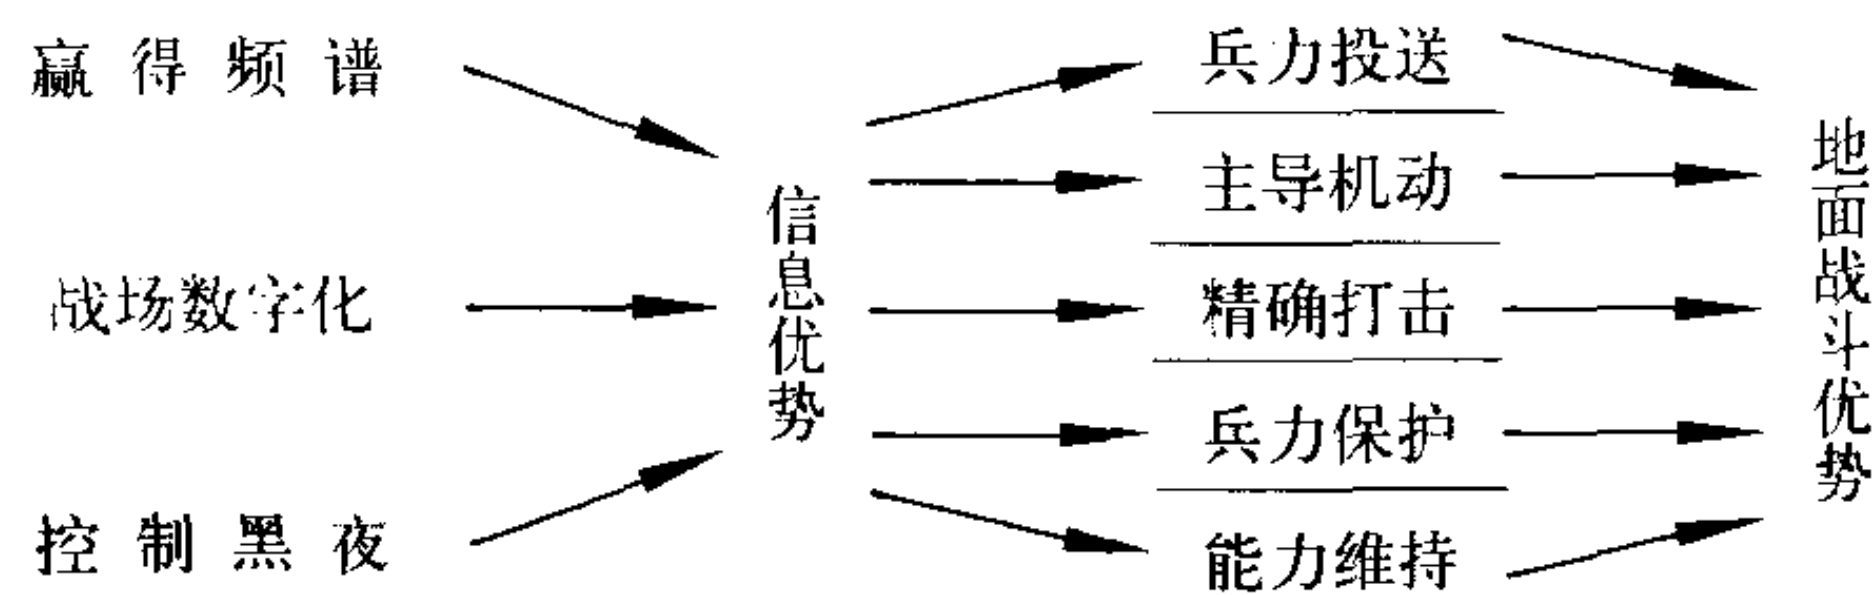 赢得频谱
战场数字化
控制黑夜
信息优势
兵力投送
主导机动
精确打击
兵力保护
能力维持
地面战斗优势